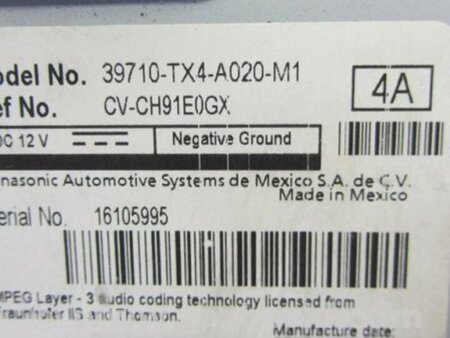 odel No. 39710-TX4-A020-M1
ef No. CV-CH91E0GX
4A
DC 12 V Negative Ground
anasonic Automotive Systems de Mexico S.A. de C.V.
Made in Mexico
erial No. 16105995
MPEG Layer - 3 audio coding technology licensed from
Fraunhofer IIS and Thomson.
Manufacture date: